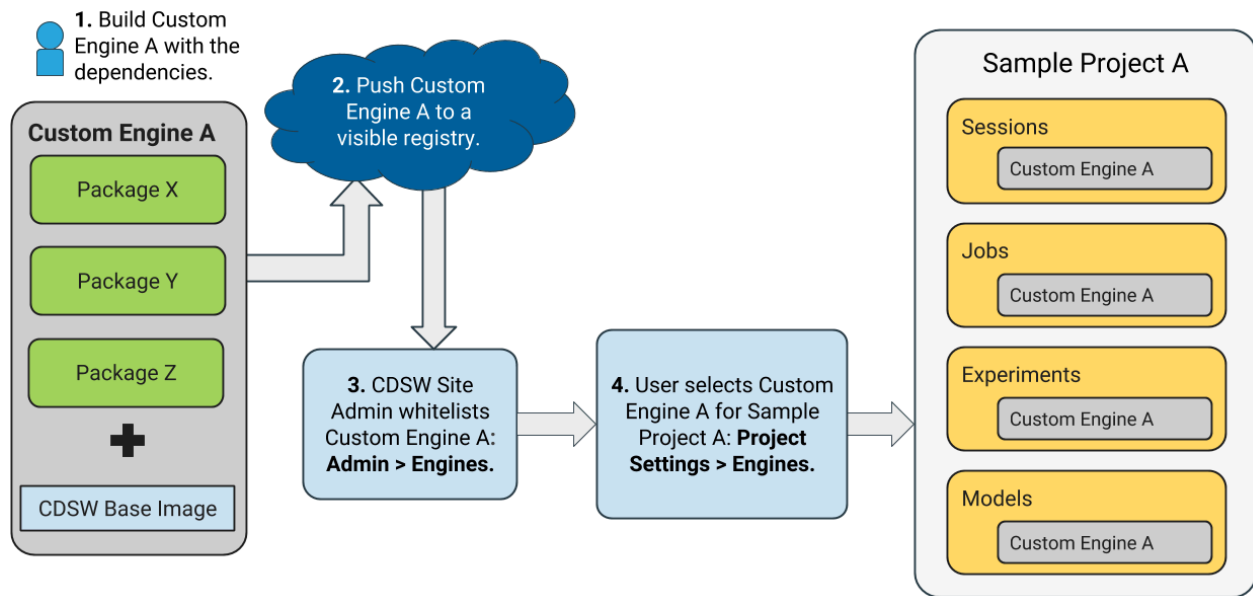 1. Build Custom
Engine A with the
dependencies.
Custom Engine A
Package X
Package Y
Package Z
CDSW Base Image
2. Push Custom
Engine A to a
visible registry.
3. CDSW Site
Admin whitelists
Custom Engine A:
Admin > Engines.
4. User selects Custom
Engine A for Sample
Project A: Project
Settings > Engines.
Sample Project A
Sessions
Custom Engine A
Jobs
Custom Engine A
Experiments
Custom Engine A
Models
Custom Engine A